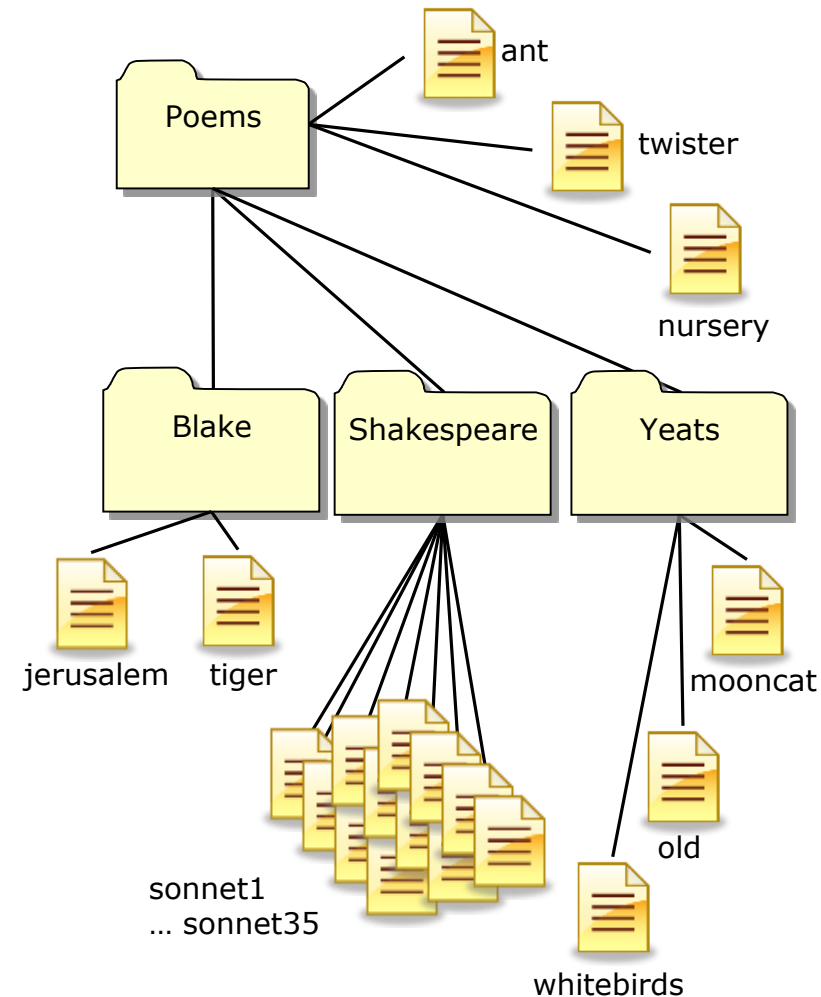 ant
Poems
twister
nursery
Blake
Shakespeare
Yeats
jerusalem
tiger
mooncat
old
sonnet1
... sonnet35
whitebirds